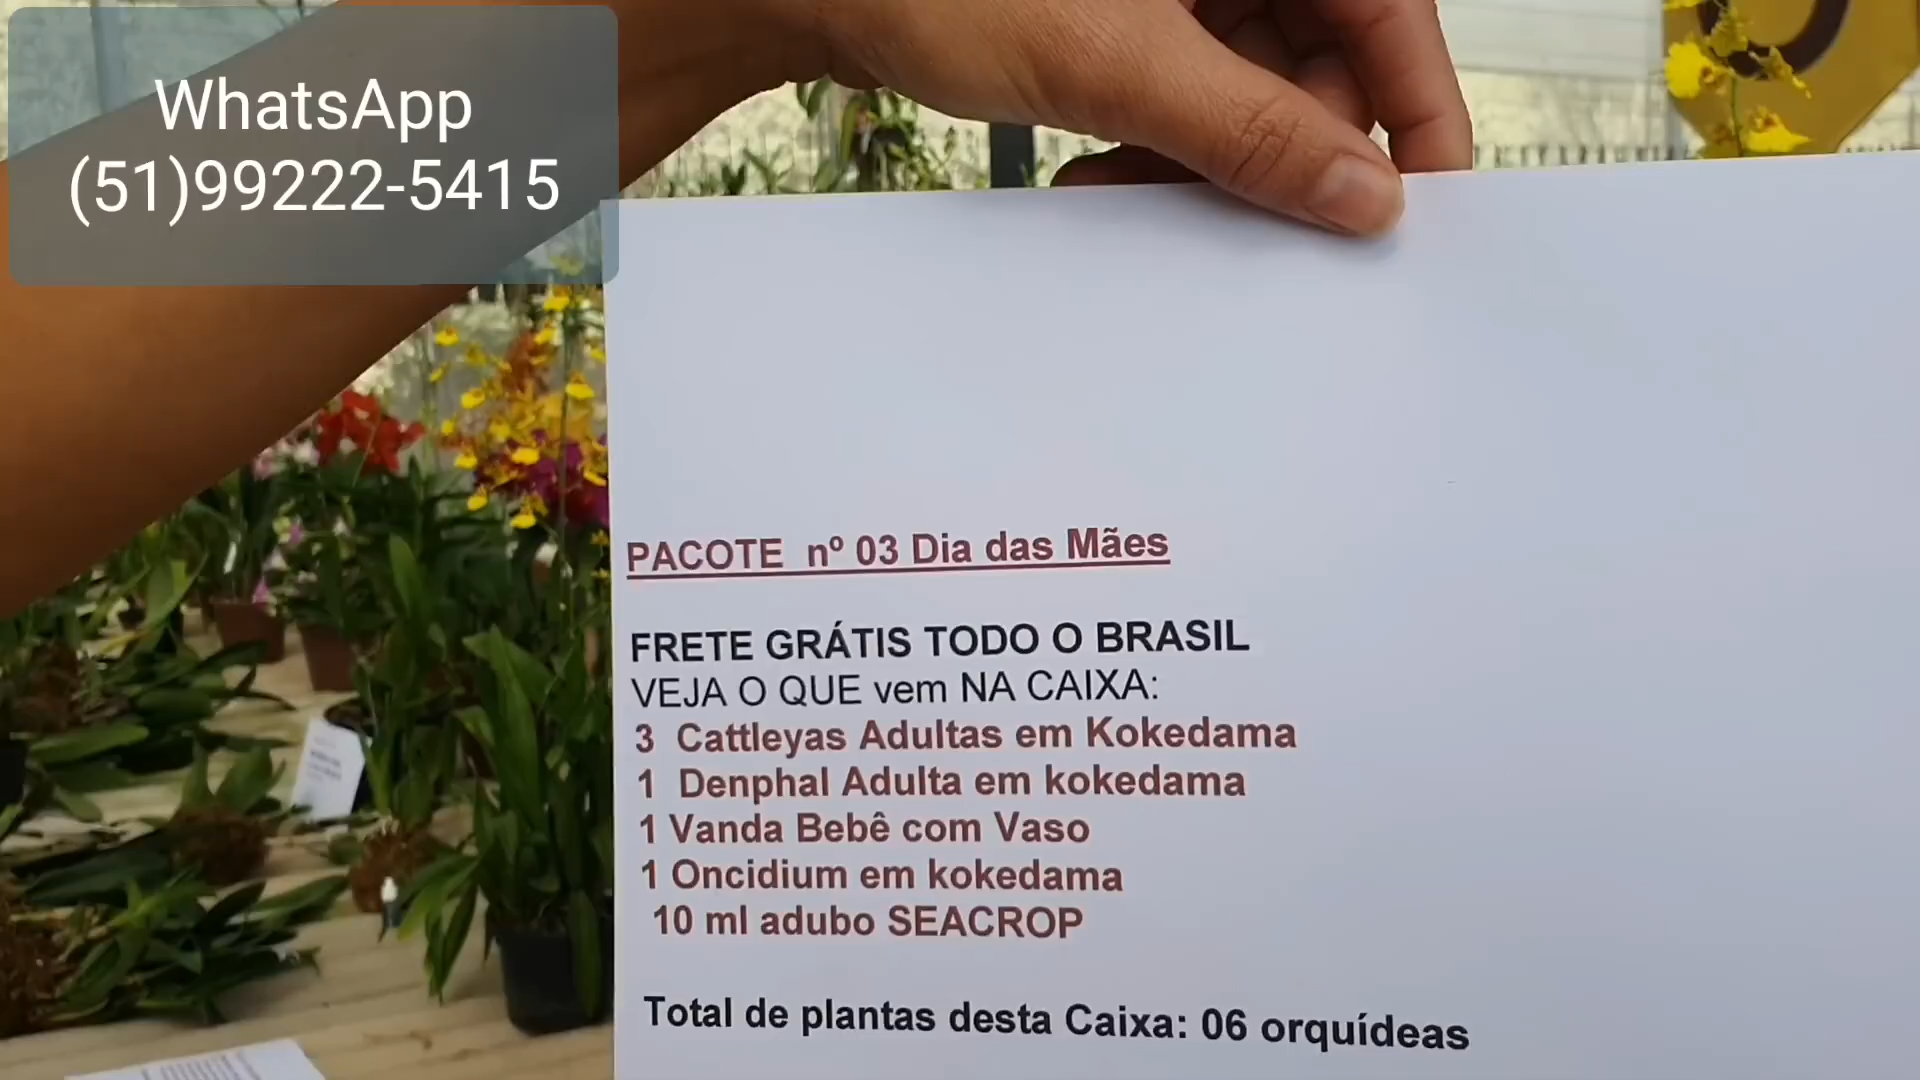 WhatsApp
(51)99222-5415
PACOTE nº 03 Dia das Mães
FRETE GRÁTIS TODO O BRASIL
VEJA O QUE vem NA CAIXA:
3 Cattleyas Adultas em Kokedama
1 Denphal Adulta em kokedama
1 Vanda Bebê com Vaso
1 Oncidium em kokedama
10 ml adubo SEACROP
Total de plantas desta Caixa: 06 orquídeas